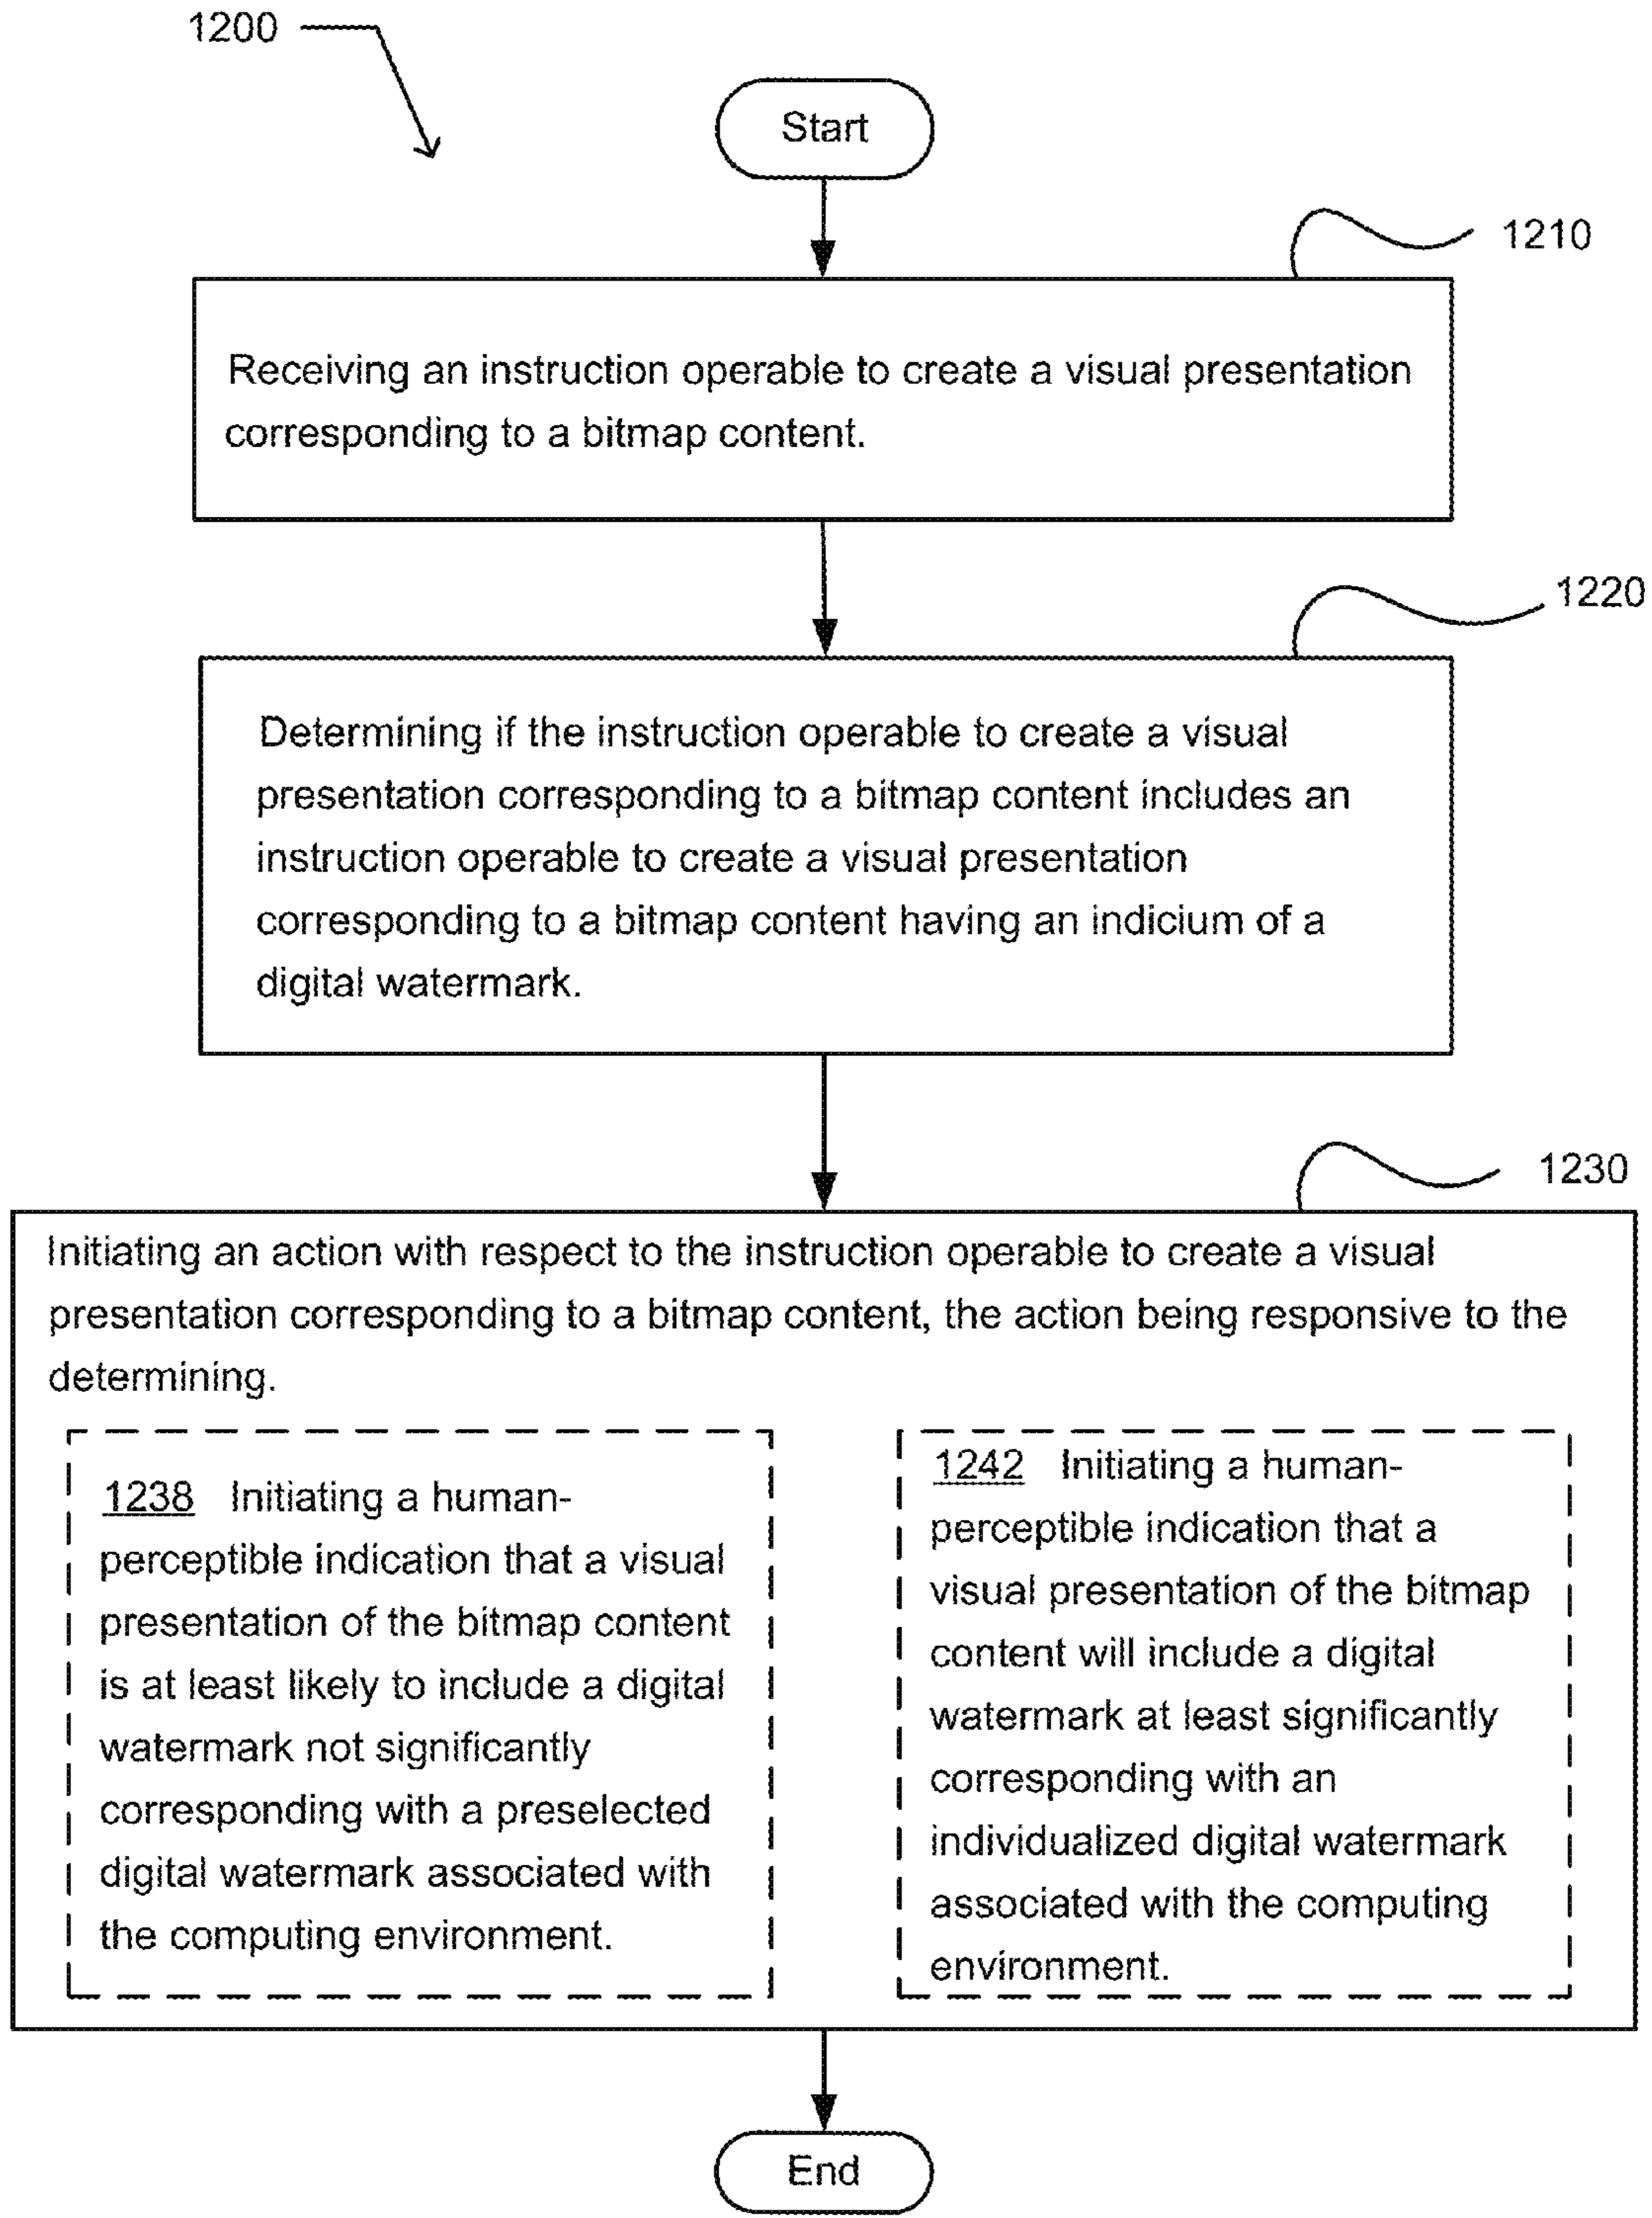 1200
Start
1210
Receiving an instruction operable to create a visual presentation
corresponding to a bitmap content.
1220
Determining if the instruction operable to create a visual
presentation corresponding to a bitmap content includes an
instruction operable to create a visual presentation
corresponding to a bitmap content having an indicium of a
digital watermark.
1230
Initiating an action with respect to the instruction operable to create a visual
presentation corresponding to a bitmap content, the action being responsive to the
determining.
1238 Initiating a human-
perceptible indication that a visual
presentation of the bitmap content
is at least likely to include a digital
watermark not significantly
corresponding with a preselected
digital watermark associated with
the computing environment.
1242 Initiating a human-
perceptible indication that a
visual presentation of the bitmap
content will include a digital
watermark at least significantly
corresponding with an
individualized digital watermark
associated with the computing
environment.
End